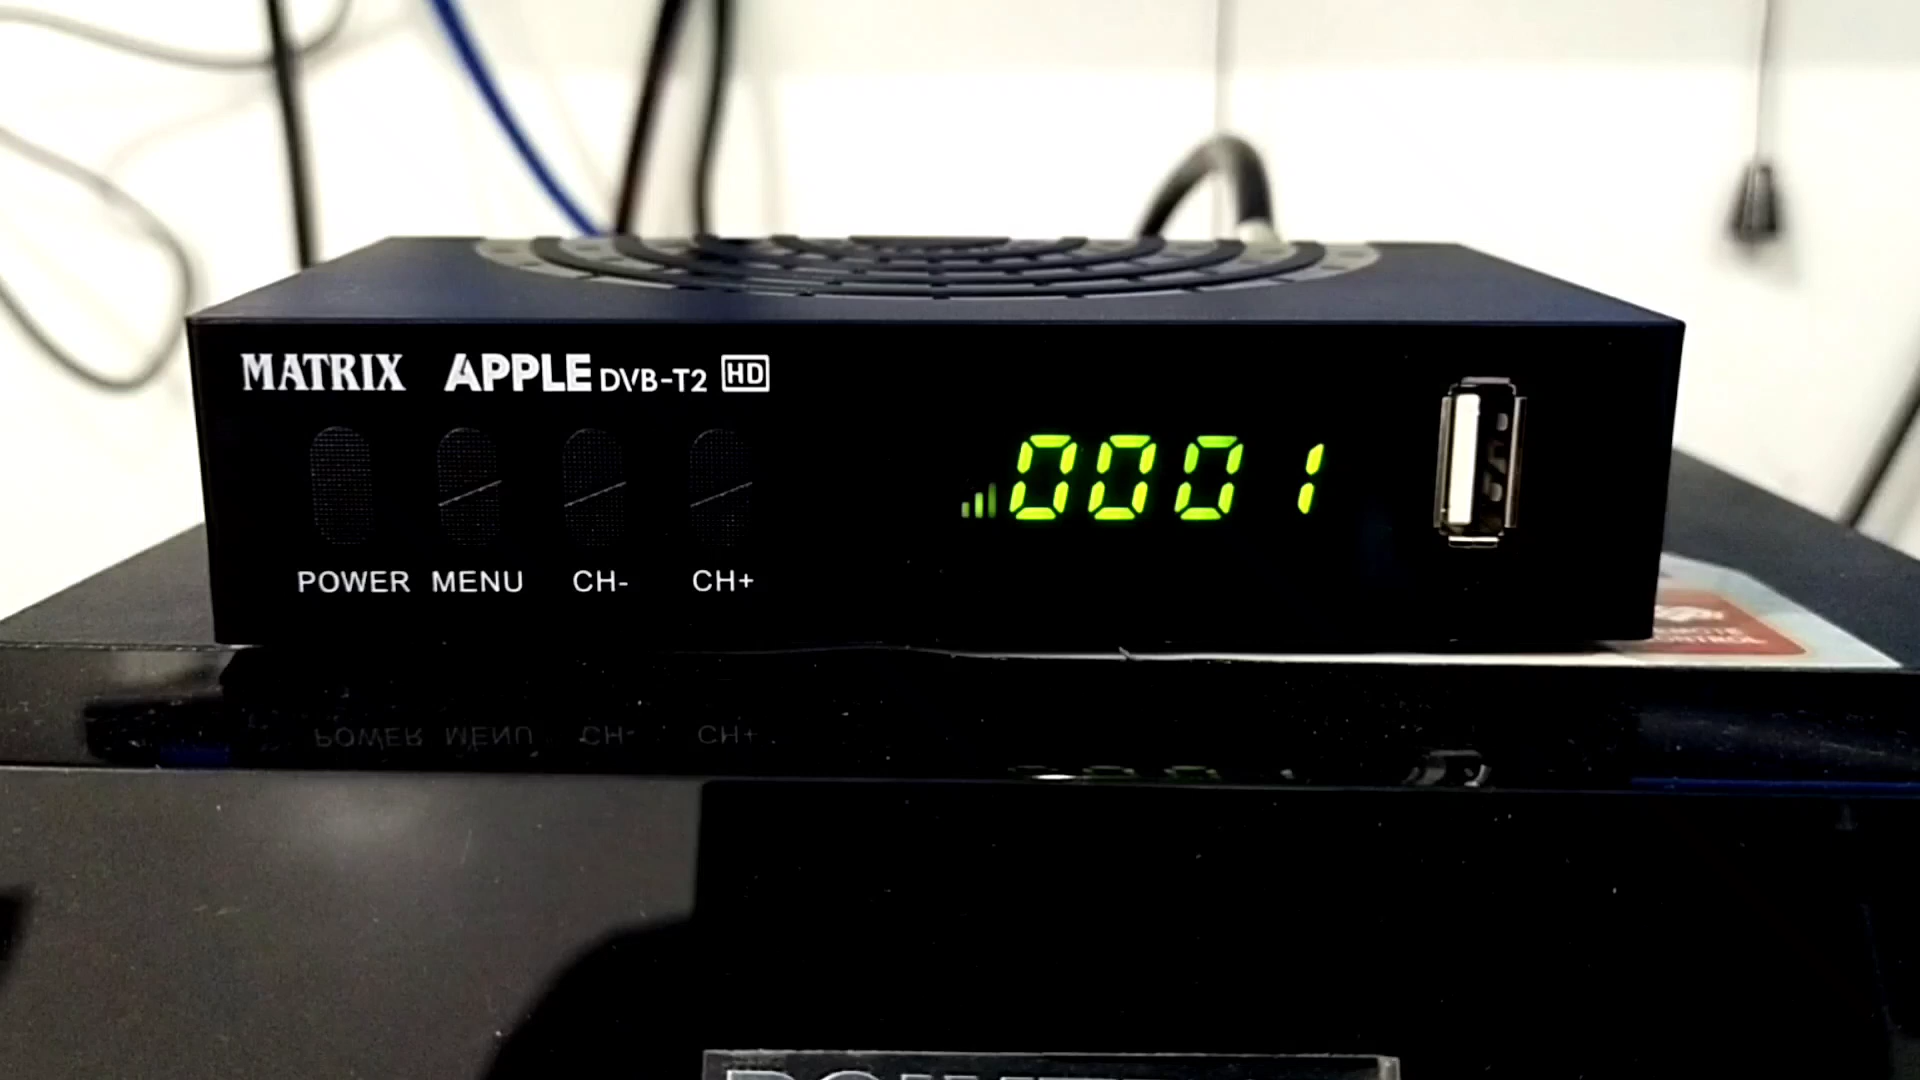 MATRIX APPLE DVB-T2 HD
0001
POWER MENU CH- CH+